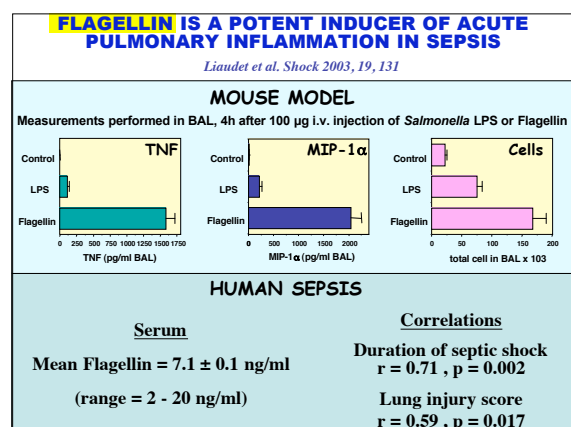 FLAGELLIN IS A POTENT INDUCER OF ACUTE
PULMONARY INFLAMMATION IN SEPSIS
Liaudet et al. Shock 2003, 19, 131
MOUSE MODEL
Measurements performed in BAL, 4h after 100 µg i.v. injection of Salmonella LPS or Flagellin
TNF
Control
LPS
Flagellin
0 250 500 750 1000 1250 1500 1750
TNF (pg/ml BAL)
MIP-1α
0 500 1000 1500 2000
MIP-1α (pg/ml BAL)
Cells
Control
LPS
Flagellin
0 50 100 150 200
total cell in BAL x 103
HUMAN SEPSIS
Serum
Mean Flagellin = 7.1 ± 0.1 ng/ml
(range = 2 - 20 ng/ml)
Correlations
Duration of septic shock
r = 0.71 , p = 0.002
Lung injury score
r = 0.59 , p = 0.017